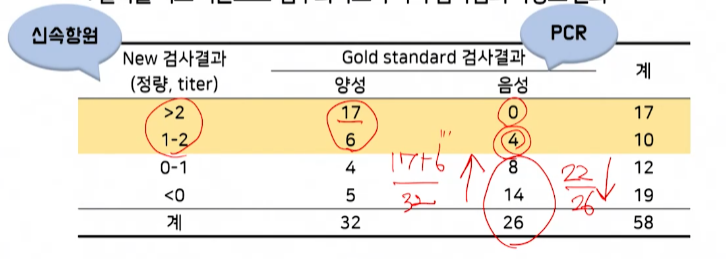 신속항원
PCR
New 검사결과
(정량, titer)
Gold standard 검사결과
양성
음성
계
>2 17 0 17
1-2 6 4 10
0-1 4 8 12
<0 5 14 19
계 32 26 58
17+6
32
22
26